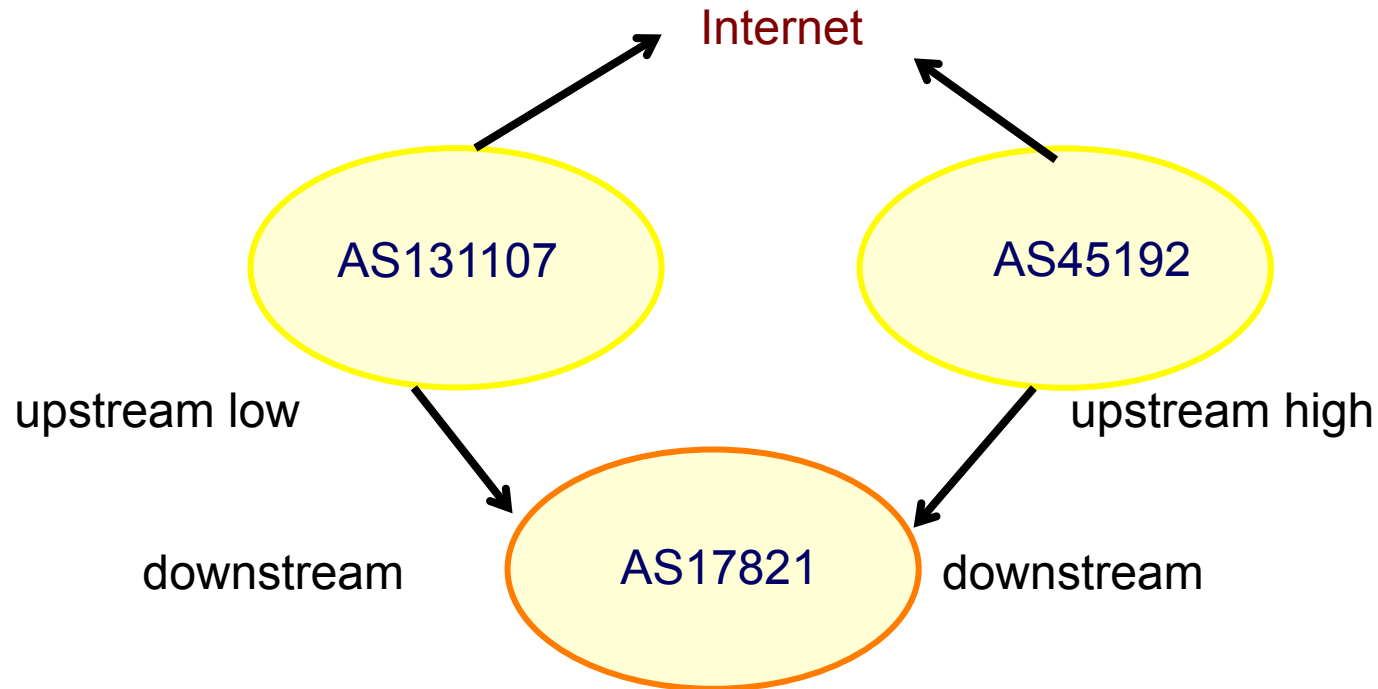 Internet
AS131107
AS45192
upstream low
upstream high
downstream
AS17821
downstream